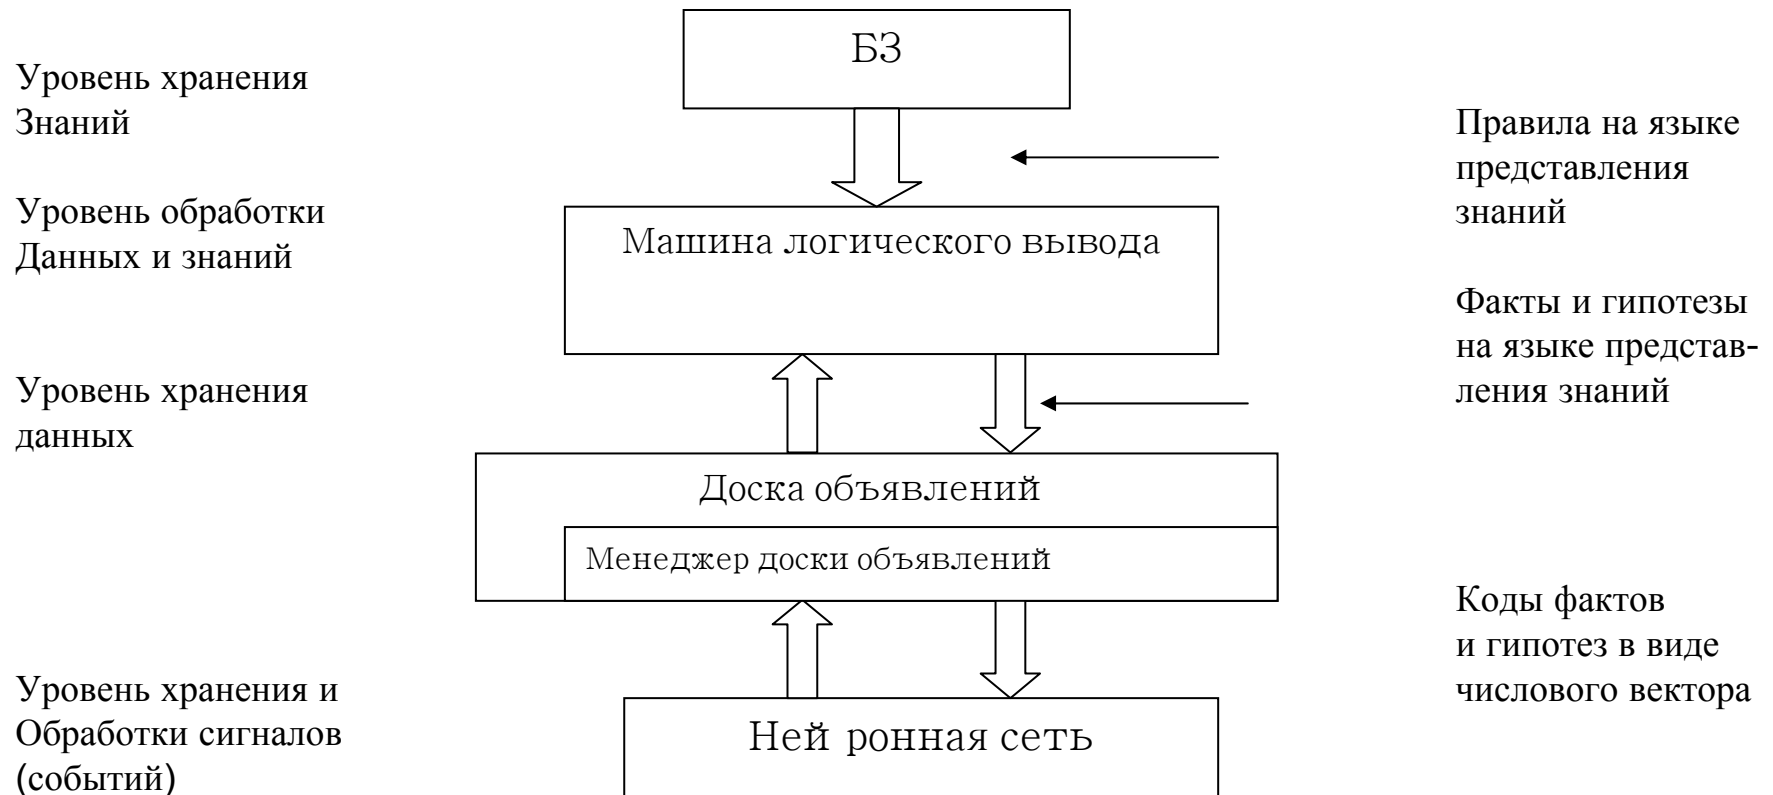 БЗ
Уровень хранения
Знаний
Правила на языке
представления
знаний
Уровень обработки
Данных и знаний
Машина логического вывода
Факты и гипотезы
на языке представ-
ления знаний
Уровень хранения
данных
Доска объявлений
Менеджер доски объявлений
Коды фактов
и гипотез в виде
числового вектора
Уровень хранения и
Обработки сигналов
(событий)
Ней ронная сеть